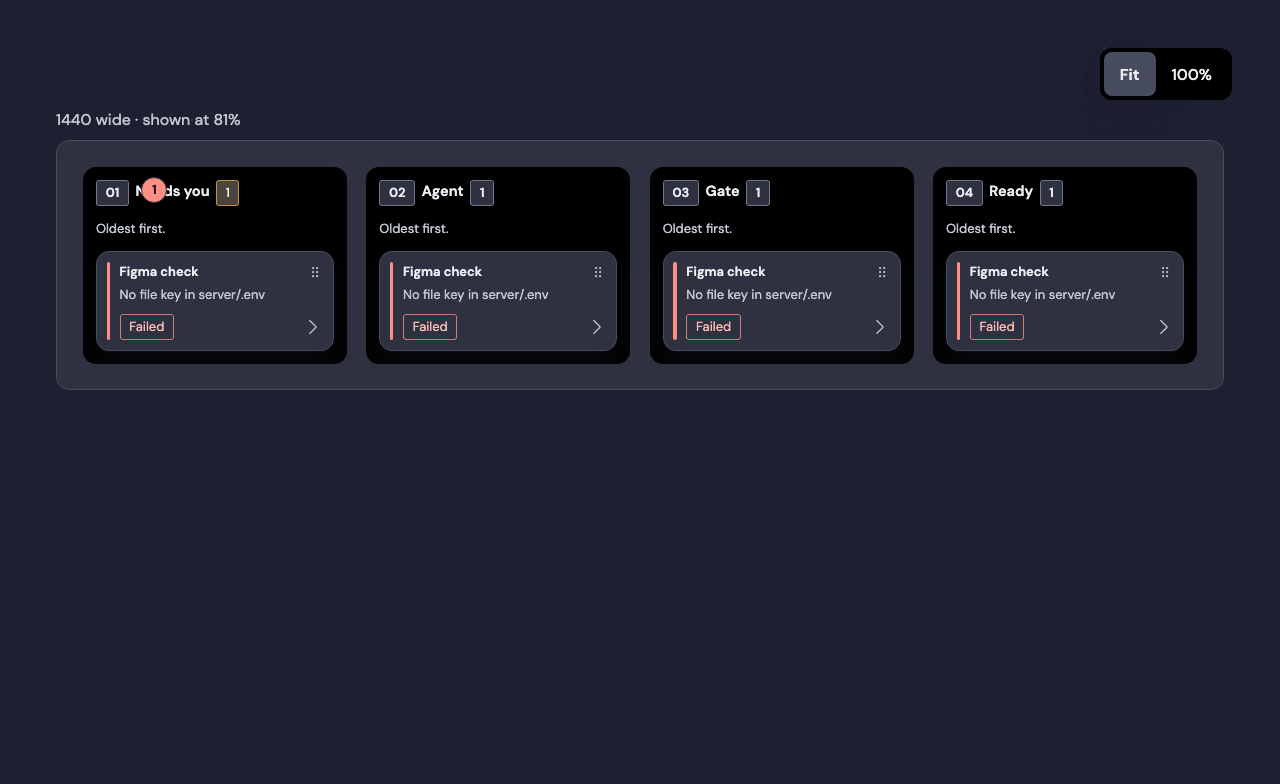 Fit 100%
1440 wide · shown at 81%
01 1 you 1
Oldest first.
Figma check
No file key in server/.env
Failed
02 Agent 1
Oldest first.
Figma check
No file key in server/.env
Failed
03 Gate 1
Oldest first.
Figma check
No file key in server/.env
Failed
04 Ready 1
Oldest first.
Figma check
No file key in server/.env
Failed